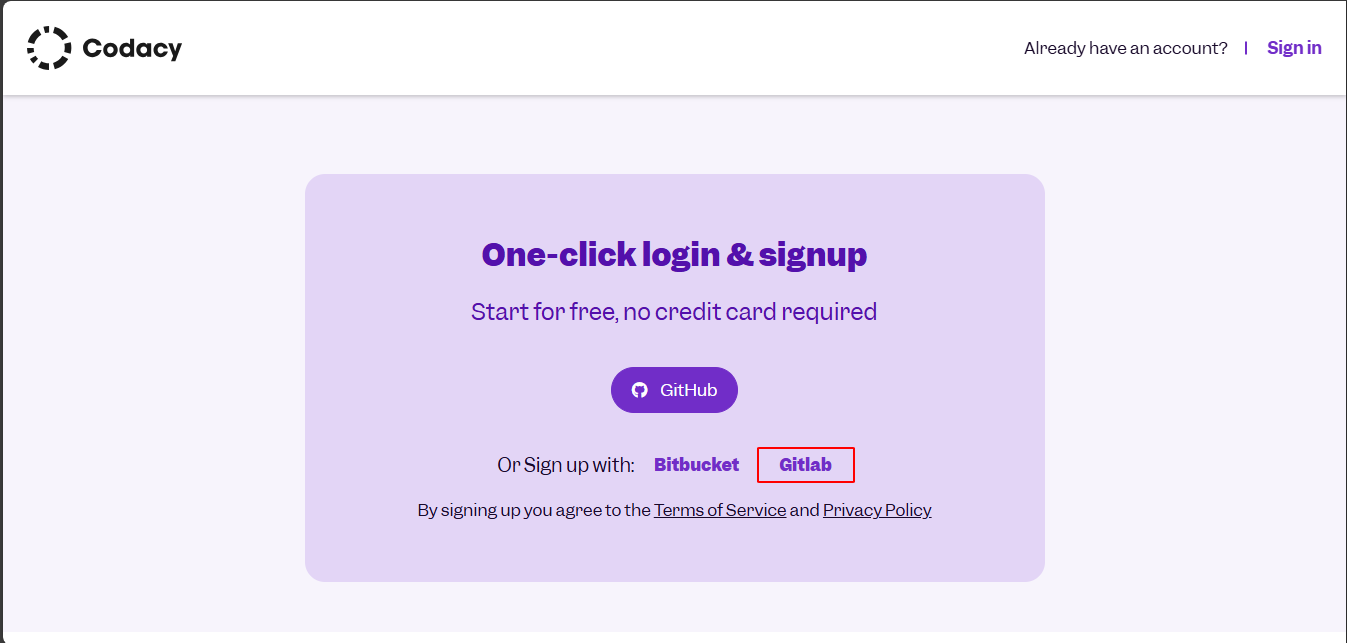 Codacy
Already have an account? | Sign in
One-click login & signup
Start for free, no credit card required
GitHub
Or Sign up with: Bitbucket Gitlab
By signing up you agree to the Terms of Service and Privacy Policy